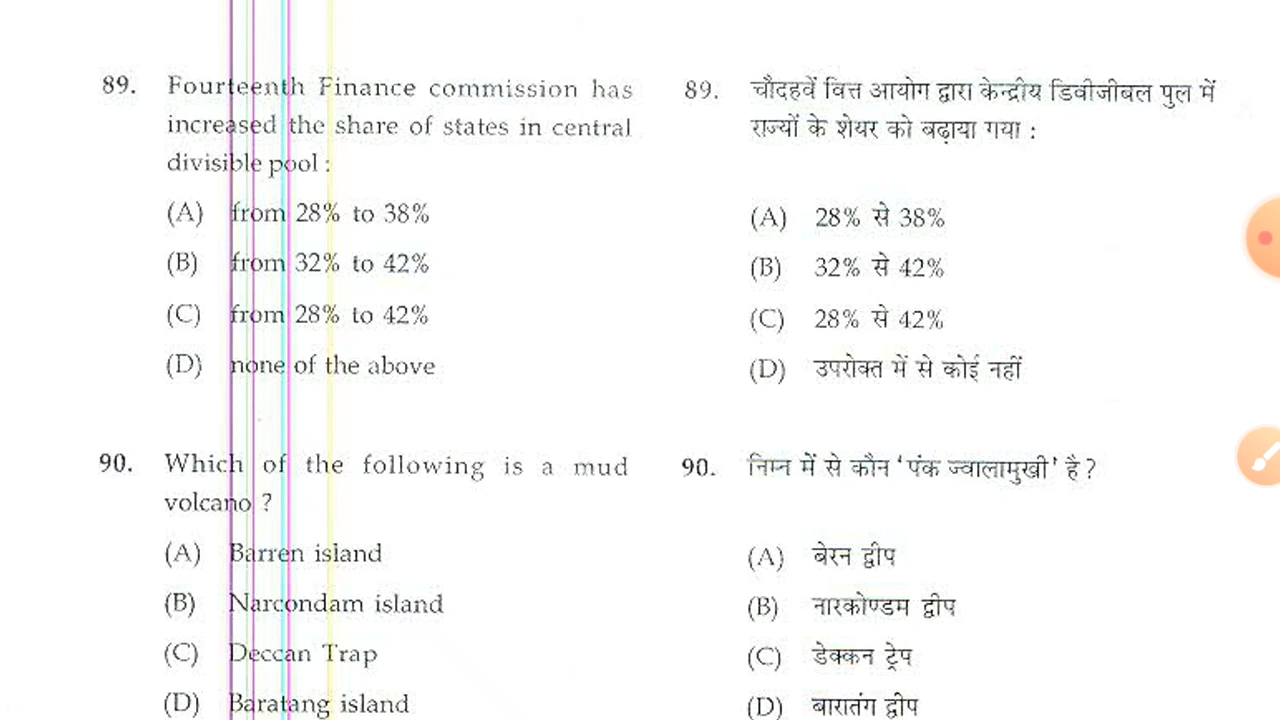 89. Fourteenth Finance commission has
increased the share of states in central
divisible pool :
(A) from 28% to 38%
(B) from 32% to 42%
(C) from 28% to 42%
(D) none of the above
90. Which of the following is a mud
volcano ?
(A) Barren island
(B) Narcondam island
(C) Deccan Trap
(D) Baratang island
89. चौदहवें वित्त आयोग द्वारा केन्द्रीय डिवीजीबल पुल में
राज्यों के शेयर को बढ़ाया गया :
(A) 28% से 38%
(B) 32% से 42%
(C) 28% से 42%
(D) उपरोक्त में से कोई नहीं
90. निम्न में से कौन ‘पंक ज्वालामुखी’ है ?
(A) बेरन द्वीप
(B) नारकोण्डम द्वीप
(C) डेक्कन ट्रेप
(D) बारातंग द्वीप